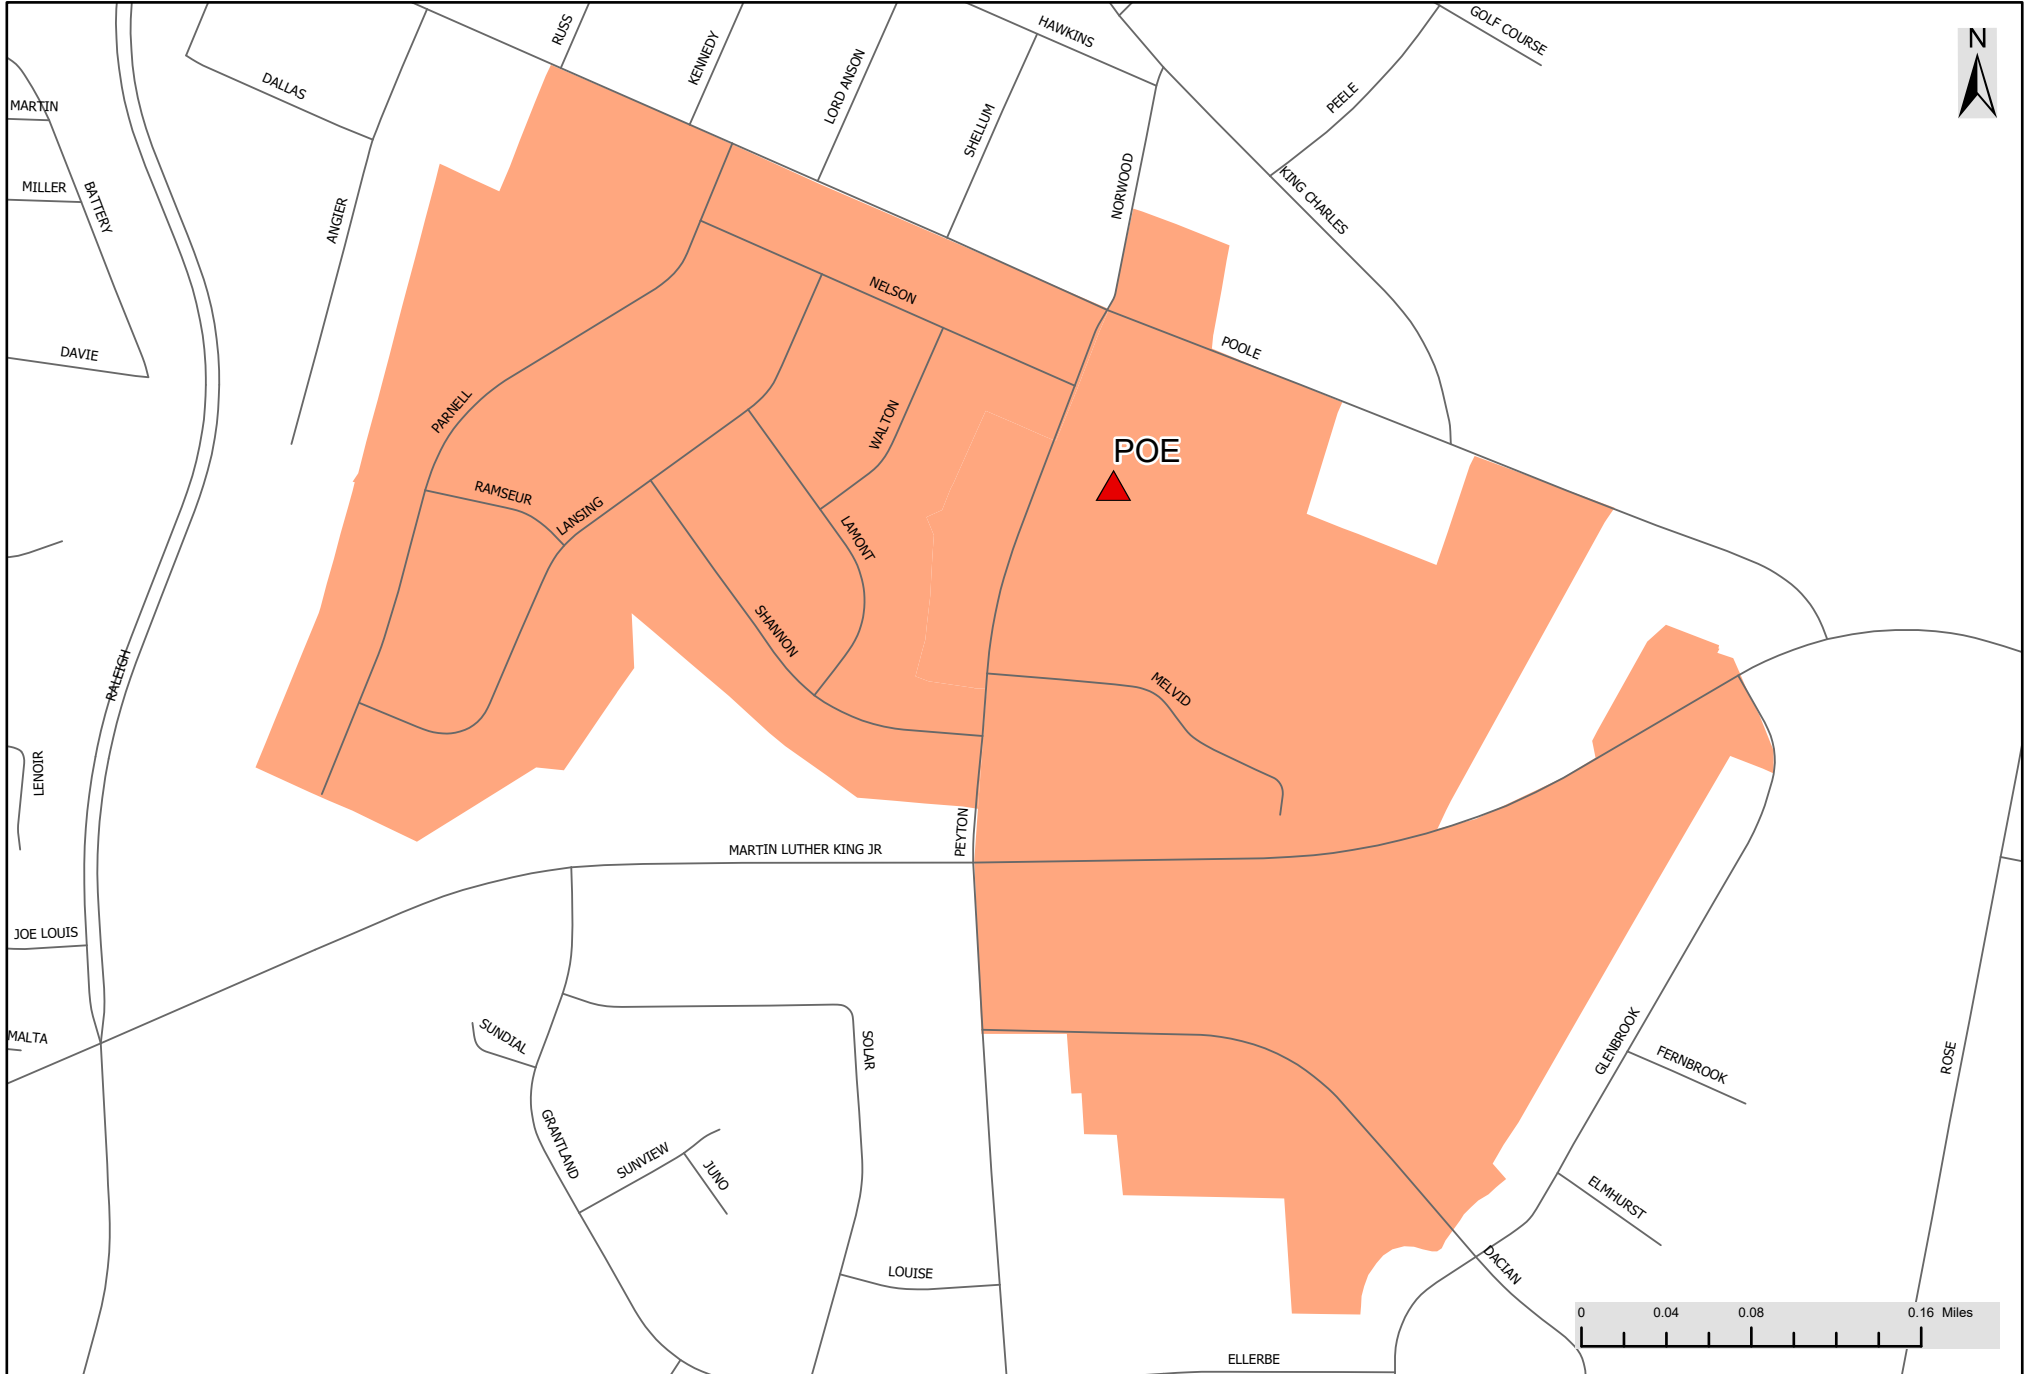 RUSS
KENNEDY
LORD ANSON
HAWKINS
GOLF COURSE
N
DALLAS
MARTIN
SHELLUM
PEELE
MILLER
BATTERY
ANGIER
NORWOOD
KING CHARLES
NELSON
DAVIE
POOLE
PARNELL
WALTON
POE
RAMSEUR
LANSING
LAMONT
SHANNON
RALEIGH
MELVID
LENOIR
PEYTON
MARTIN LUTHER KING JR
JOE LOUIS
MALTA
SUNDIAL
SOLAR
GLENBROOK
FERNBROOK
ROSE
GRANTLAND
SUNVIEW
JUNO
ELMHURST
LOUISE
DACIAN
0 0.04 0.08 0.16 Miles
ELLERBE